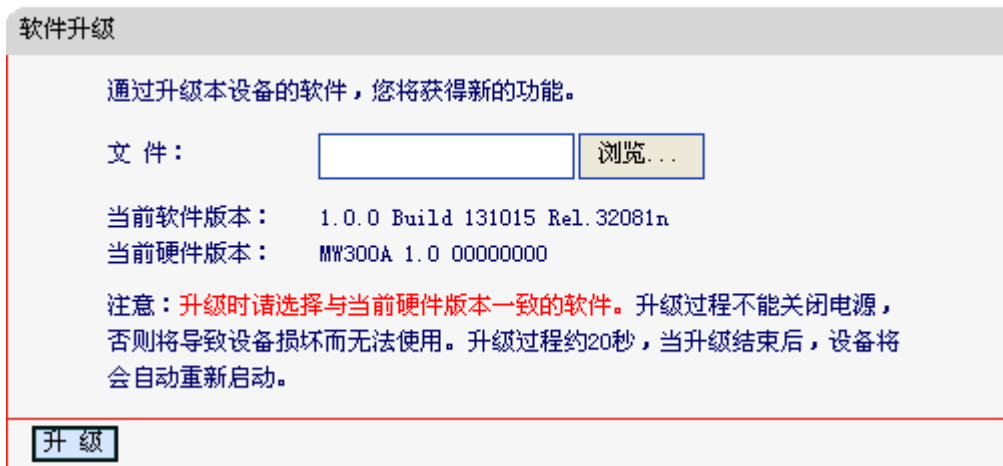 软件升级
通过升级本设备的软件，您将获得新的功能。
文 件： 浏览...
当前软件版本： 1.0.0 Build 131015 Rel.32081n
当前硬件版本： MW300A 1.0 00000000
注意：升级时请选择与当前硬件版本一致的软件。升级过程不能关闭电源，
否则将导致设备损坏而无法使用。升级过程约20秒，当升级结束后，设备将
会自动重新启动。
升 级